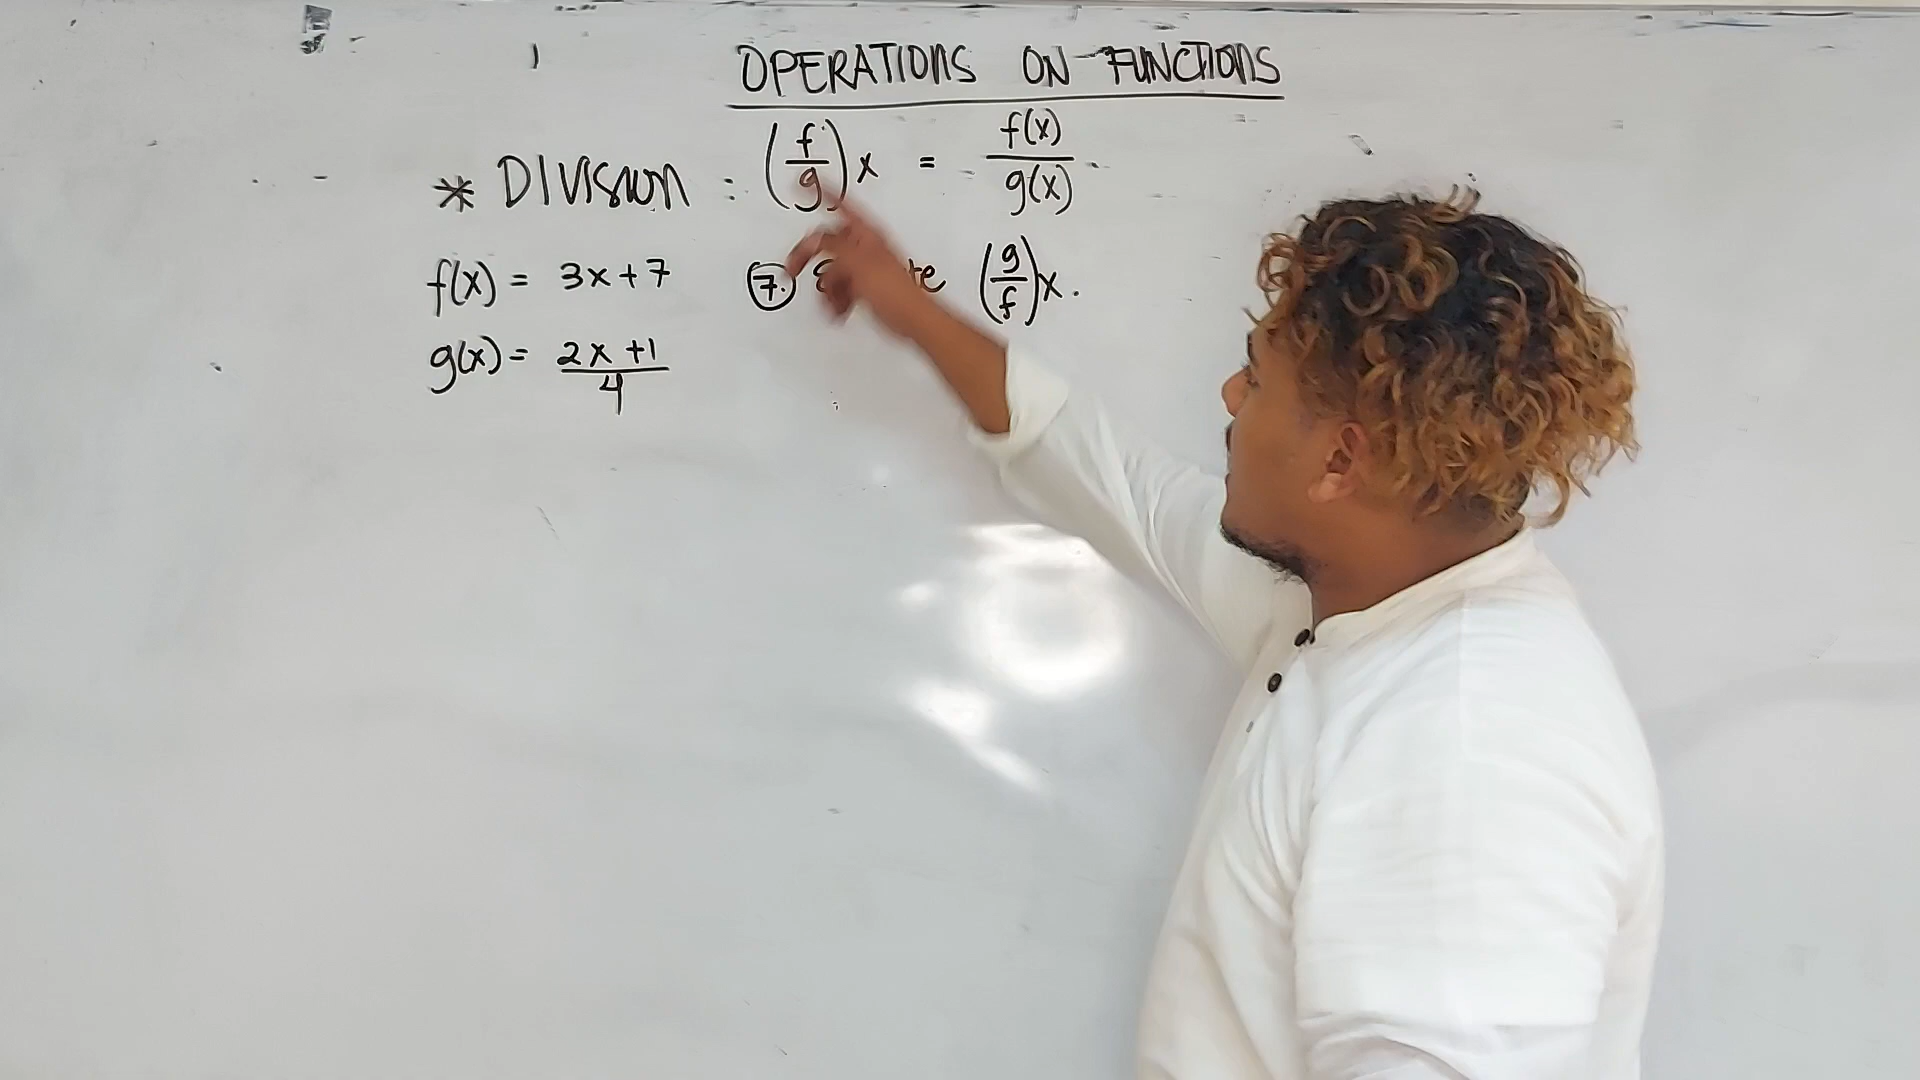 OPERATIONS ON FUNCTIONS
* DIVISION : (f/g)x = f(x)/g(x)
f(x) = 3x+7
g(x) = 2x+1/4
7. (g/f)x.